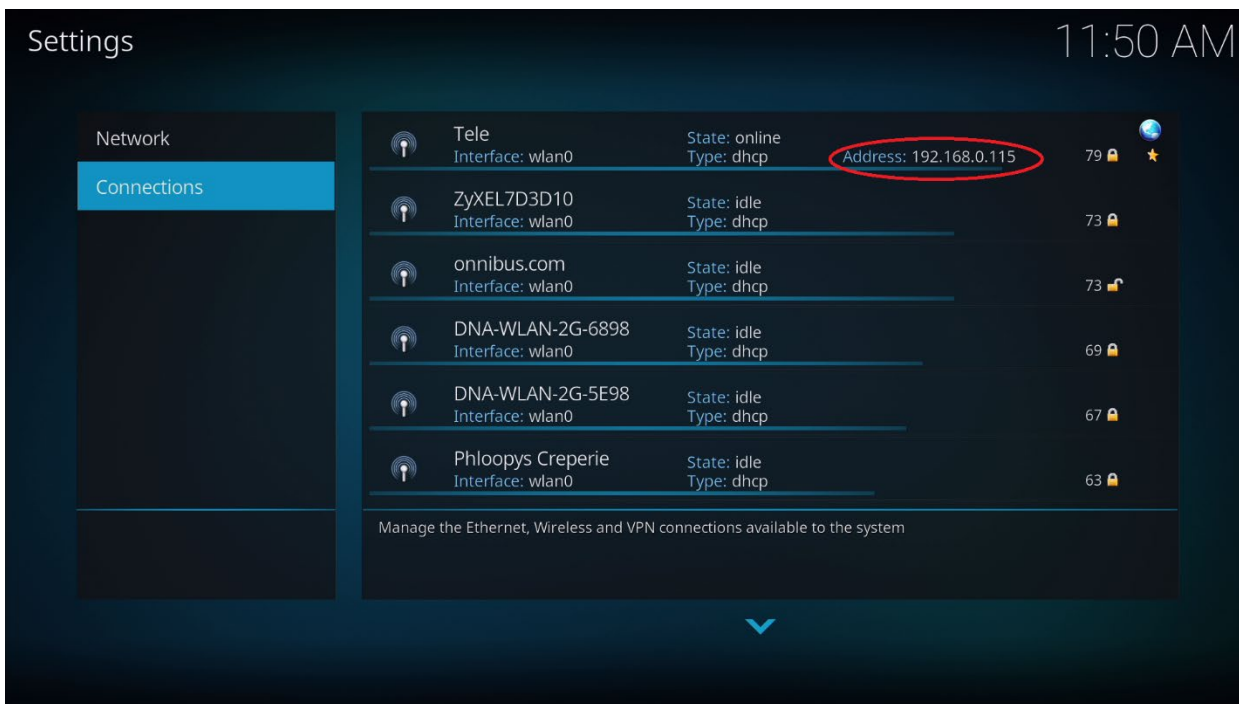 Settings
11:50 AM
Network
Connections
Tele
Interface: wlan0
State: online
Type: dhcp
Address: 192.168.0.115
79
ZyXEL7D3D10
Interface: wlan0
State: idle
Type: dhcp
73
onnibus.com
Interface: wlan0
State: idle
Type: dhcp
73
DNA-WLAN-2G-6898
Interface: wlan0
State: idle
Type: dhcp
69
DNA-WLAN-2G-5E98
Interface: wlan0
State: idle
Type: dhcp
67
Phloopys Creperie
Interface: wlan0
State: idle
Type: dhcp
63
Manage the Ethernet, Wireless and VPN connections available to the system